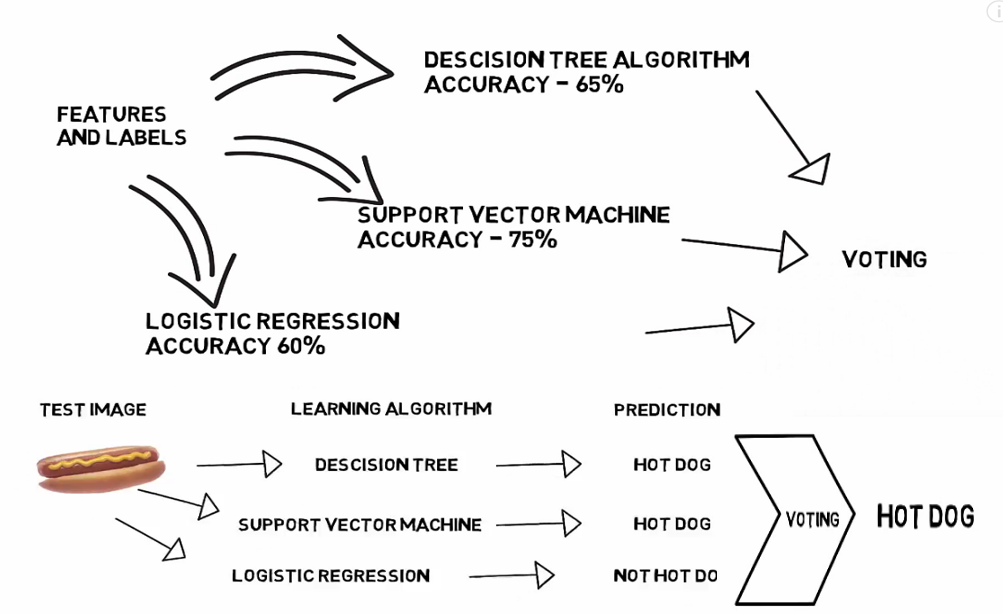 DESCISION TREE ALGORITHM
ACCURACY - 65%
FEATURES
AND LABELS
SUPPORT VECTOR MACHINE
ACCURACY - 75%
VOTING
LOGISTIC REGRESSION
ACCURACY 60%
TEST IMAGE
LEARNING ALGORITHM
PREDICTION
DESCISION TREE
HOT DOG
SUPPORT VECTOR MACHINE
HOT DOG
VOTING
HOT DOG
LOGISTIC REGRESSION
NOT HOT DO